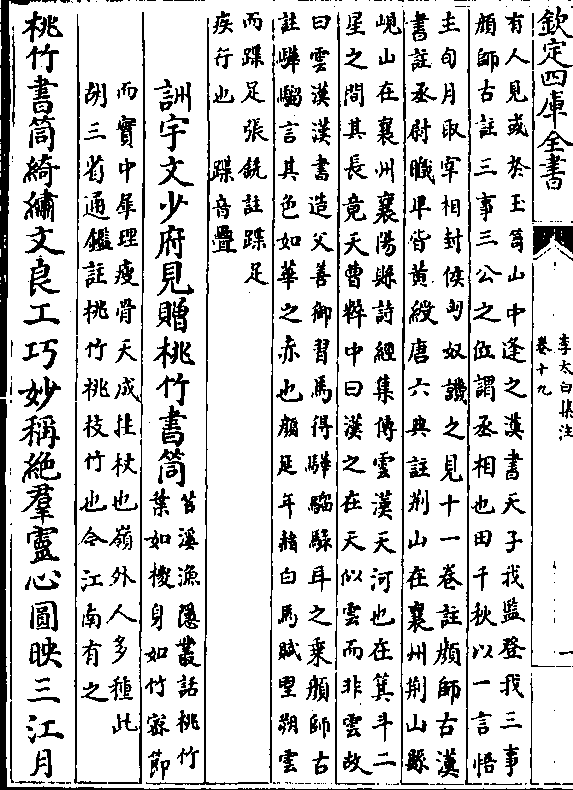 欽定四庫全書
李太白集注
卷十九
一
有人見或於玉笥山中逢之漢書天子我監登我三事
顔師古註三事三公之位謂丞相也田千秋以一言悟
主旬月取宰相封侯匈奴譏之見十一卷註顔師古漢
書註丞尉職卑皆黄綬唐六典註荆山在襄州荆山縣
峴山在襄州襄陽縣詩經集傳雲漢天河也在箕斗二
星之間其長竟天曹粹中曰漢之在天似雲而非雲故
曰雲漢漢書造父善御習馬得驊騮騄耳之乗顔師古
註驊騮言其色如華之赤也顔延年赭白馬賦望朔雲
而蹀足張銑註蹀足
疾行也 蹀音疊
詶宇文少府見贈桃竹書筒
苕溪漁隱叢話桃竹
葉如椶身如竹密節
而實中犀理瘦骨天成拄杖也嶺外人多種此
胡三省通鑑註桃竹桃枝竹也今江南有之
桃竹書筒綺繡文良工巧妙稱絶羣靈心圓映三江月